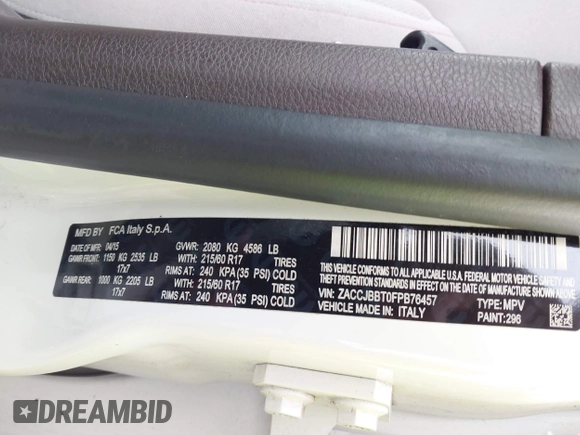 MFD BY FCA Italy S.p.A.
DATE OF MFR: 04/15 GVWR: 2080 KG 4586 LB
GAWR FRONT: 1150 KG 2535 LB WITH: 215/60 R17 TIRES
17x7 RIMS AT: 240 KPA (35 PSI) COLD
GAWR REAR: 1000 KG 2205 LB WITH: 215/60 R17 TIRES
17x7 RIMS AT: 240 KPA (35 PSI) COLD
THIS VEHICLE CONFORMS TO ALL APPLICABLE U.S.A. FEDERAL MOTOR VEHICLE
SAFETY, BUMPER, AND THEFT PREVENTION STANDARDS IN EFFECT ON THE DATE OF MANUFACTURE SHOWN ABOVE.
VIN: ZACCJBBT0FPB76457 TYPE: MPV
VEHICLE MADE IN: ITALY PAINT: 296
DREAMBID